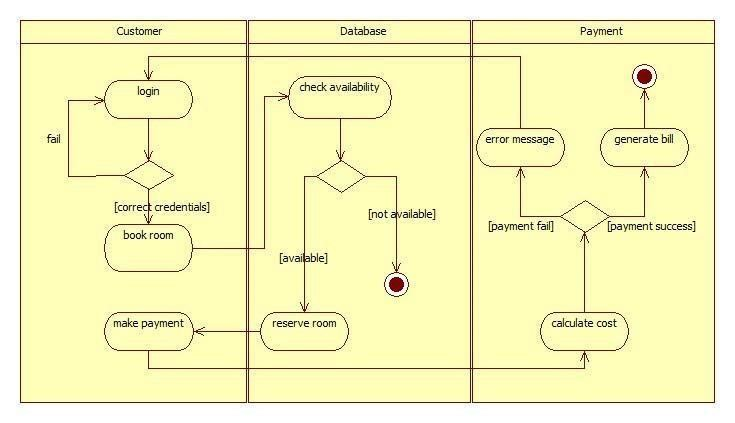 Customer
Database
Payment
login
check availability
fail
error message
generate bill
[correct credentials]
[not available]
[payment fail]
[payment success]
book room
[available]
make payment
reserve room
calculate cost